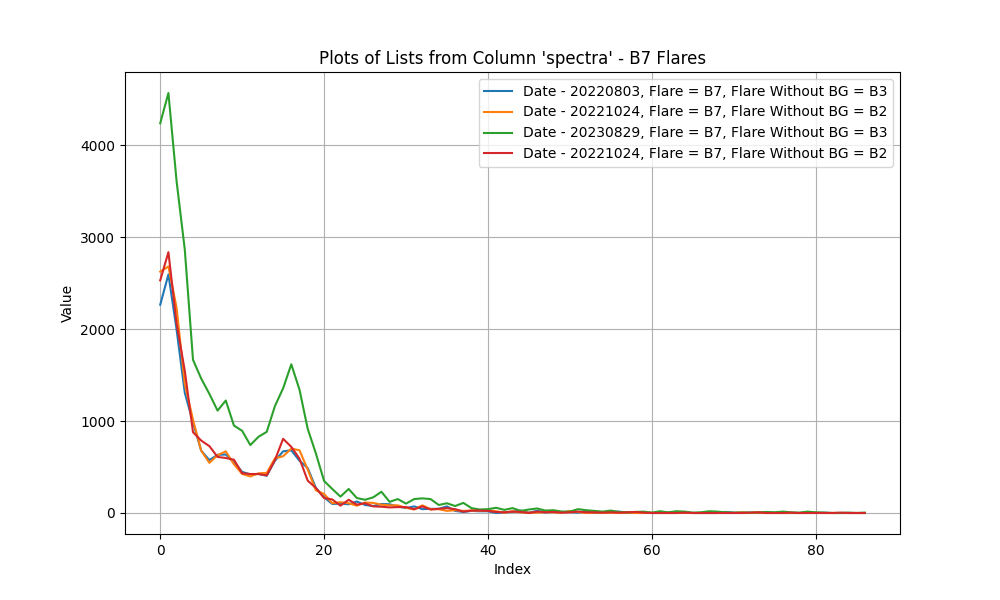 Plots of Lists from Column 'spectra' - B7 Flares
Date - 20220803, Flare = B7, Flare Without BG = B3
Date - 20221024, Flare = B7, Flare Without BG = B2
Date - 20230829, Flare = B7, Flare Without BG = B3
Date - 20221024, Flare = B7, Flare Without BG = B2
4000
3000
2000
1000
0
Value
0 20 40 60 80
Index